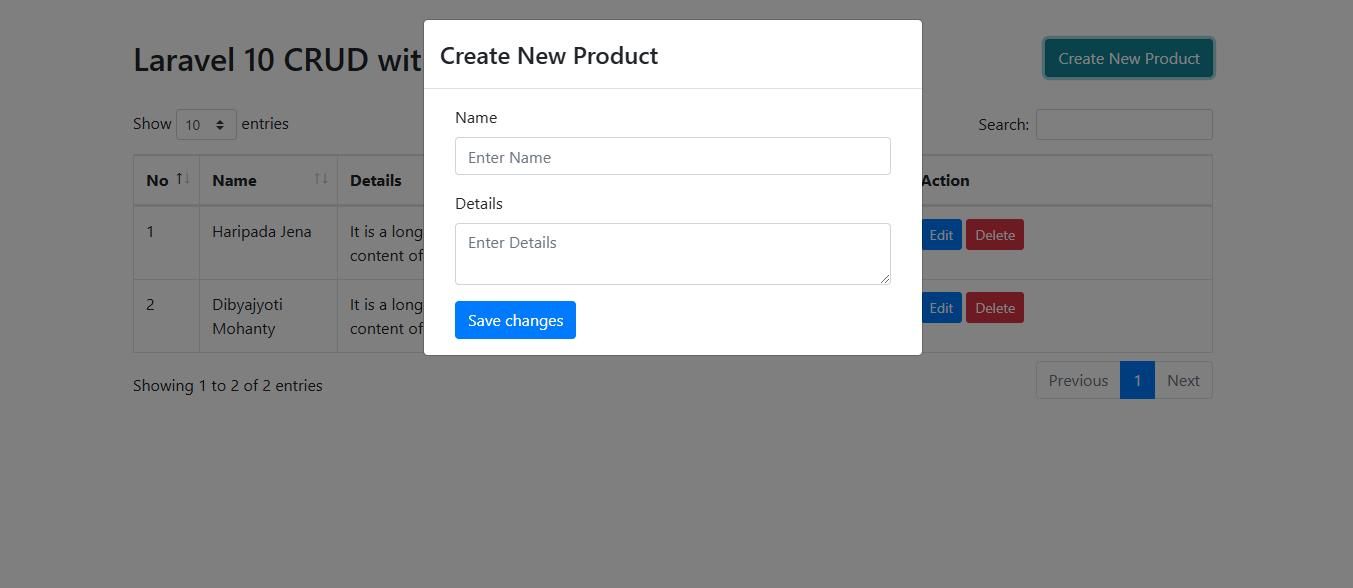 Laravel 10 CRUD wit
Create New Product
Create New Product
Show 10 entries
Search:
Name
Enter Name
Details
Enter Details
Save changes
No Name Details Action
1 Haripada Jena It is a long Edit Delete
content of
2 Dibyajyoti It is a long Edit Delete
Mohanty content of
Showing 1 to 2 of 2 entries
Previous 1 Next